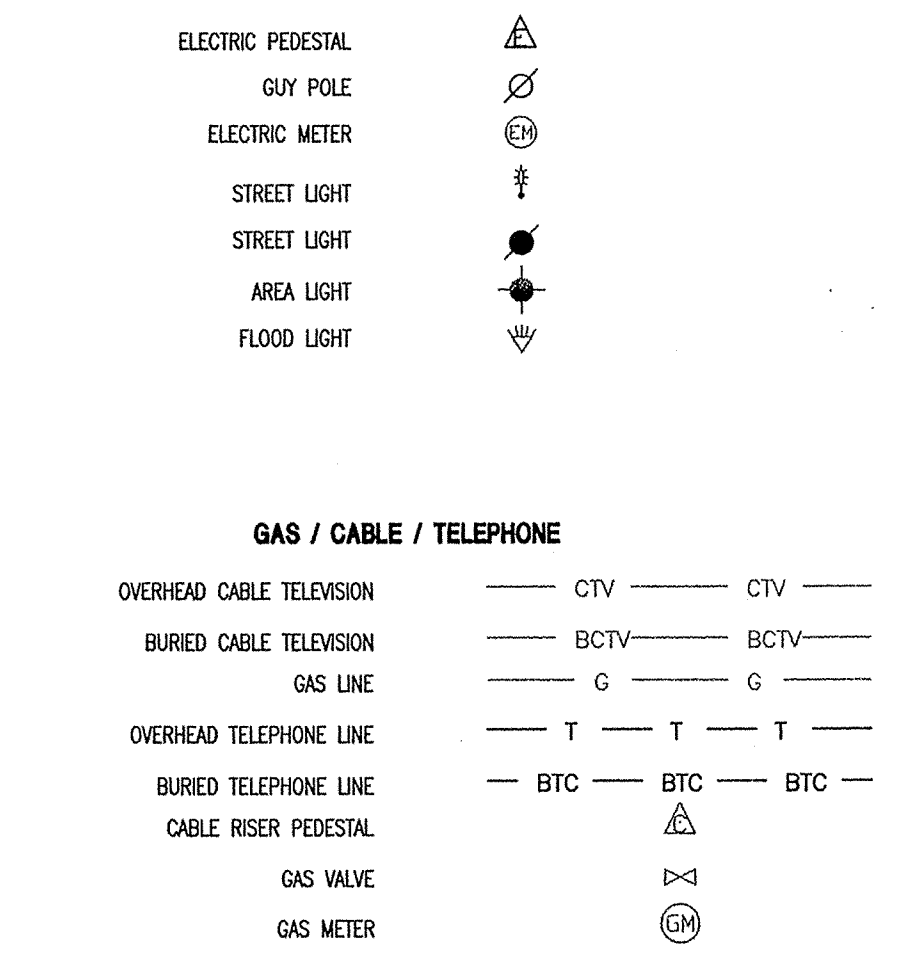 ELECTRIC PEDESTAL E
GUY POLE
ELECTRIC METER EM
STREET LIGHT
STREET LIGHT
AREA LIGHT
FLOOD LIGHT
GAS / CABLE / TELEPHONE
OVERHEAD CABLE TELEVISION CTV CTV
BURIED CABLE TELEVISION BCTV BCTV
GAS LINE G G
OVERHEAD TELEPHONE LINE T T T
BURIED TELEPHONE LINE BTC BTC BTC
CABLE RISER PEDESTAL C
GAS VALVE
GAS METER GM